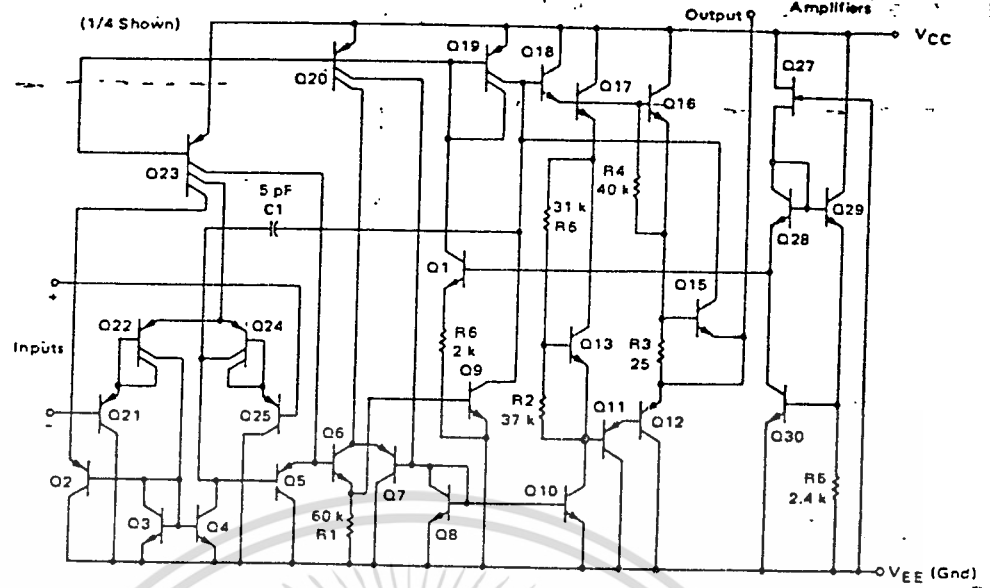 (1/4 Shown)
Output
Amplifiers
VCC
Q19
Q18
Q27
Q20
Q17
Q16
Q23
R4
40 k
5 pF
C1
31 k
R5
Q28
Q29
Q1
Q15
+
Q22
Q24
R6
2 k
Q13
R3
25
Inputs
Q9
-
Q21
Q25
R2
37 k
Q11
Q12
Q30
Q6
Q2
Q5
Q7
Q10
R5
2.4 k
Q3
Q4
60 k
R1
Q8
VEE (Gnd)